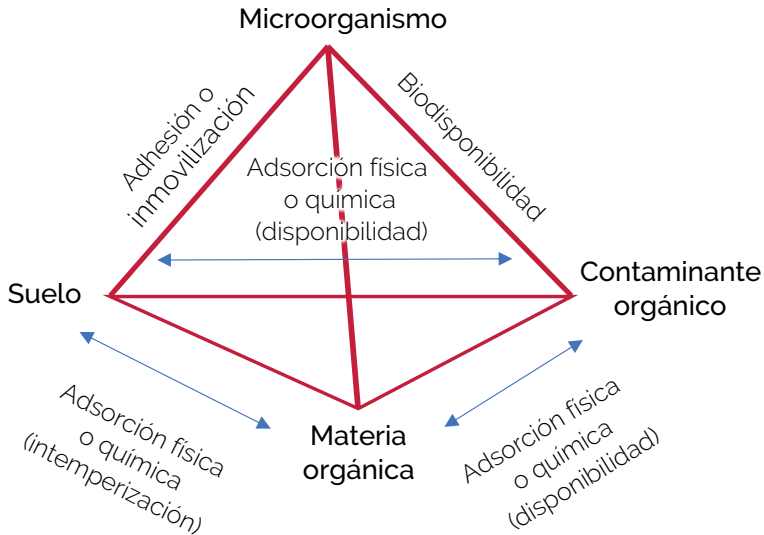 Microorganismo
Adhesión o
inmovilización
Biodisponibilidad
Adsorción física
o química
(disponibilidad)
Suelo
Contaminante
orgánico
Adsorción física
o química
(intemperización)
Materia
orgánica
Adsorción física
o química
(disponibilidad)